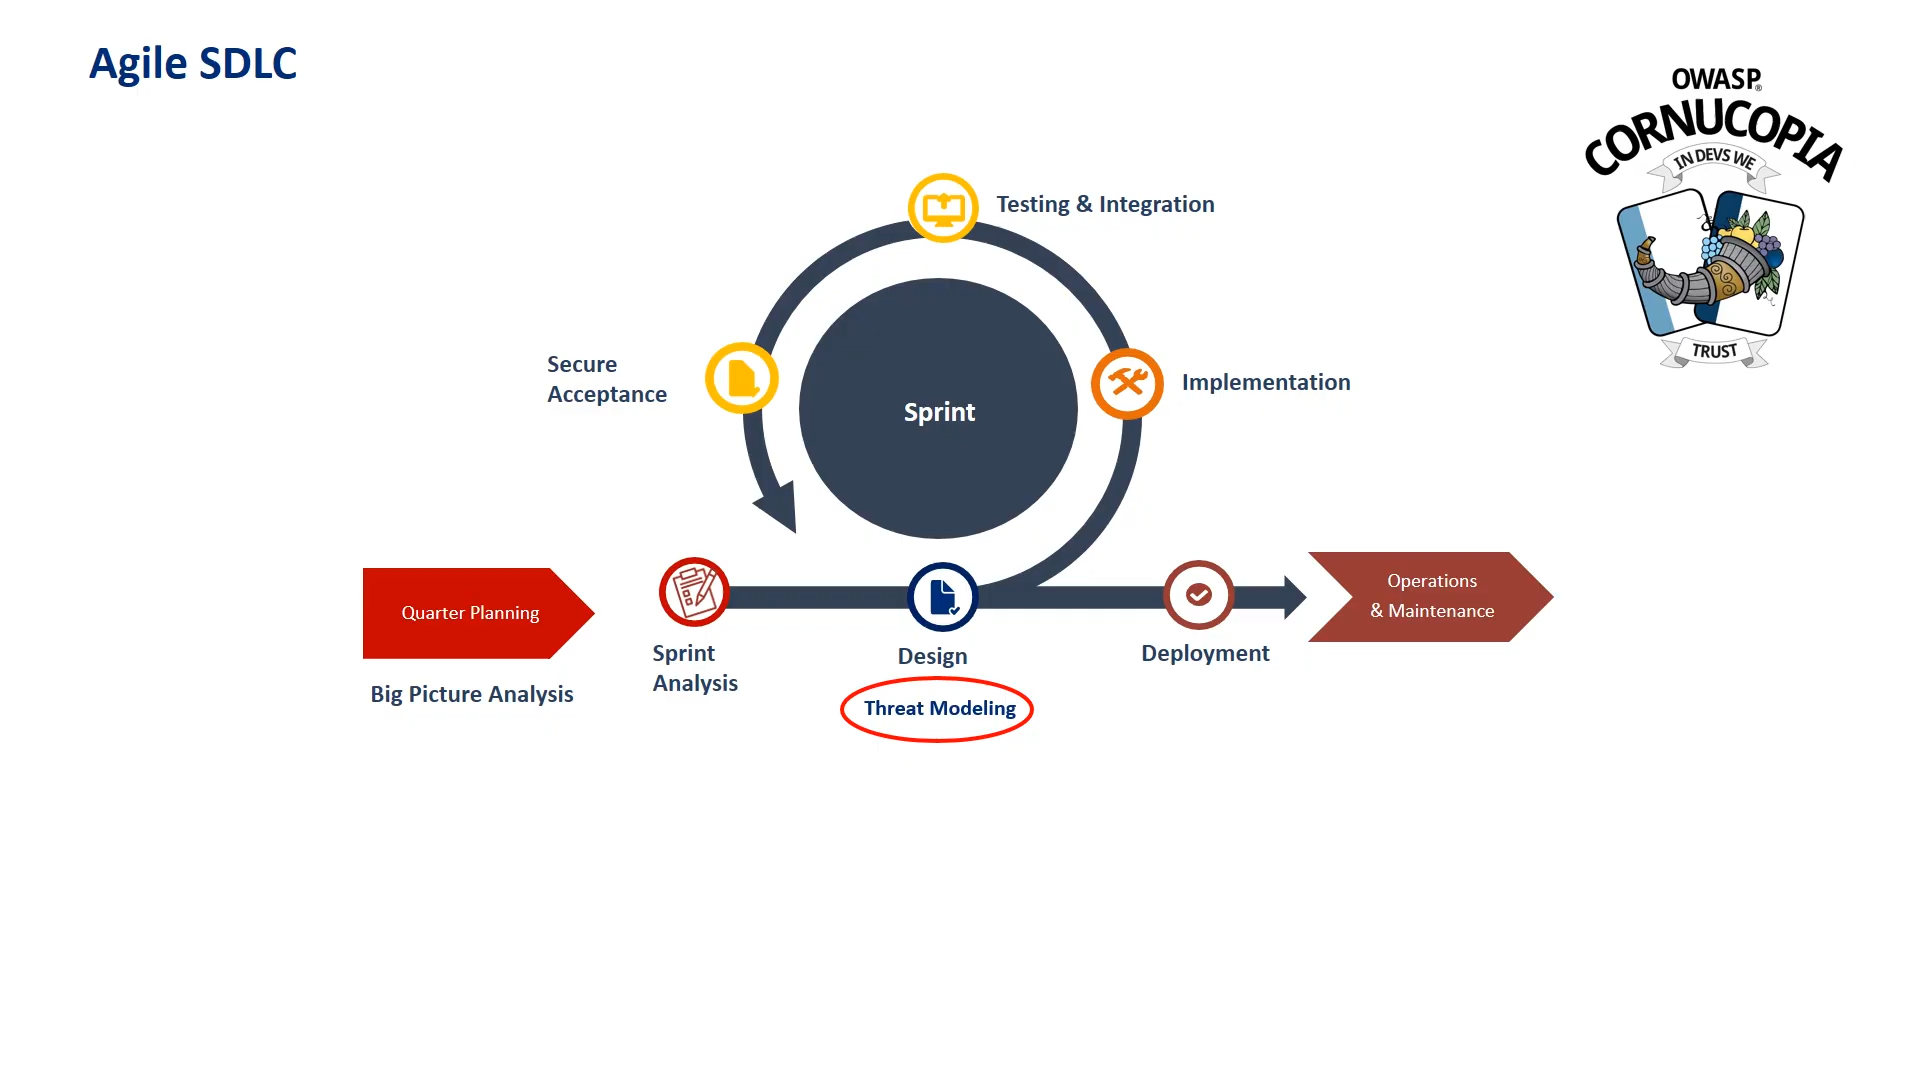 Agile SDLC
OWASP®
CORNUCOPIA
IN DEVS WE
TRUST
Testing & Integration
Secure
Acceptance
Sprint
Implementation
Quarter Planning
Big Picture Analysis
Sprint
Analysis
Design
Threat Modeling
Deployment
Operations
& Maintenance